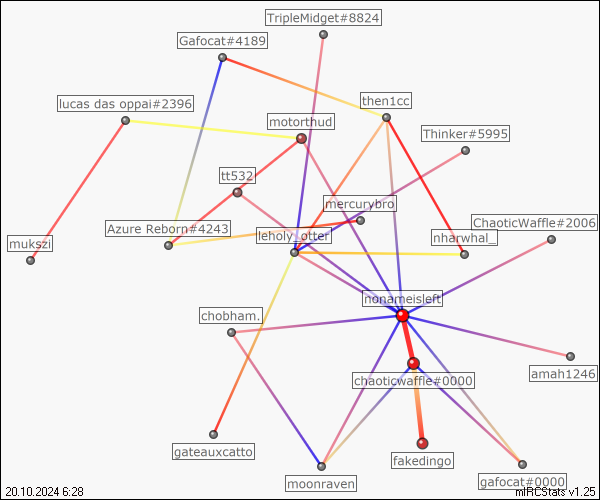 TripleMidget#8824
Gafocat#4189
lucas das oppai#2396
then1cc
motorthud
Thinker#5995
tt532
mercurybro
ChaoticWaffle#2006
Azure Reborn#4243
leholy_otter
nharwhal_
mukszi
nonameisleft
chobham.
amah1246
chaoticwaffle#0000
gateauxcatto
fakedingo
moonraven
gafocat#0000
20.10.2024 6:28
mIRCStats v1.25